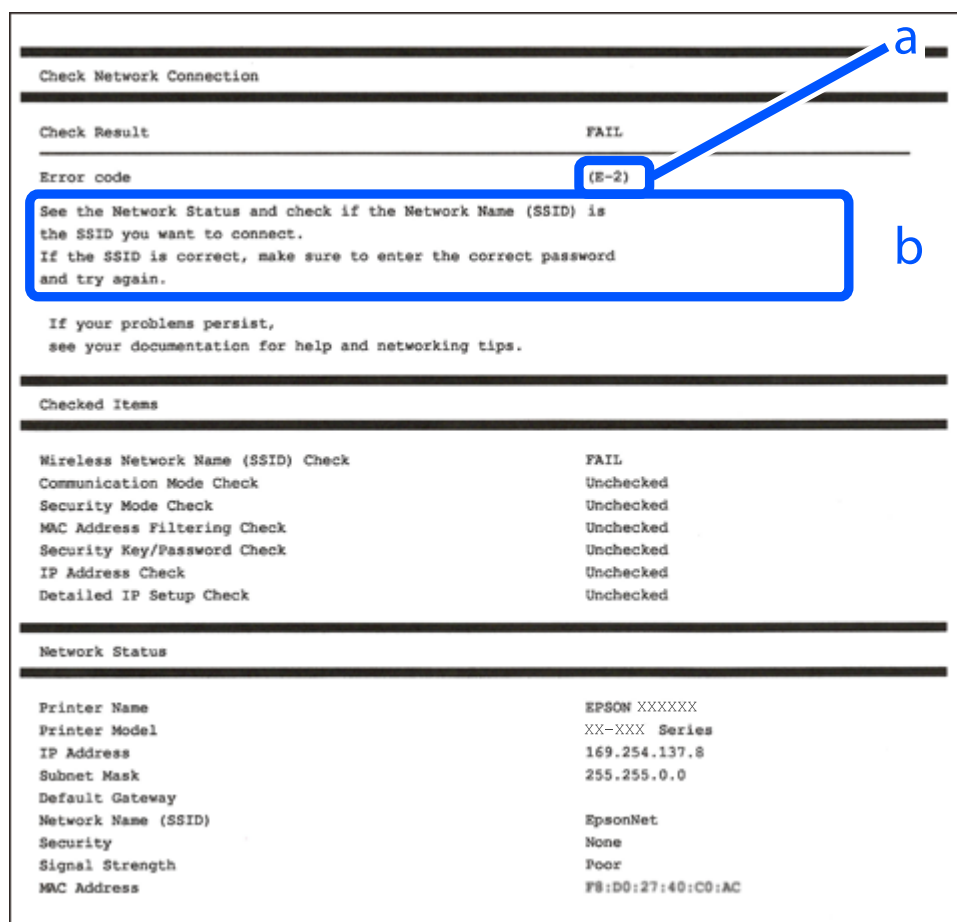 a
Check Network Connection
Check Result FAIL
Error code (E-2)
See the Network Status and check if the Network Name (SSID) is
the SSID you want to connect.
If the SSID is correct, make sure to enter the correct password
and try again.
b
If your problems persist,
see your documentation for help and networking tips.
Checked Items
Wireless Network Name (SSID) Check FAIL
Communication Mode Check Unchecked
Security Mode Check Unchecked
MAC Address Filtering Check Unchecked
Security Key/Password Check Unchecked
IP Address Check Unchecked
Detailed IP Setup Check Unchecked
Network Status
Printer Name EPSON XXXXXX
Printer Model XX-XXX Series
IP Address 169.254.137.8
Subnet Mask 255.255.0.0
Default Gateway
Network Name (SSID) EpsonNet
Security None
Signal Strength Poor
MAC Address F8:D0:27:40:C0:AC